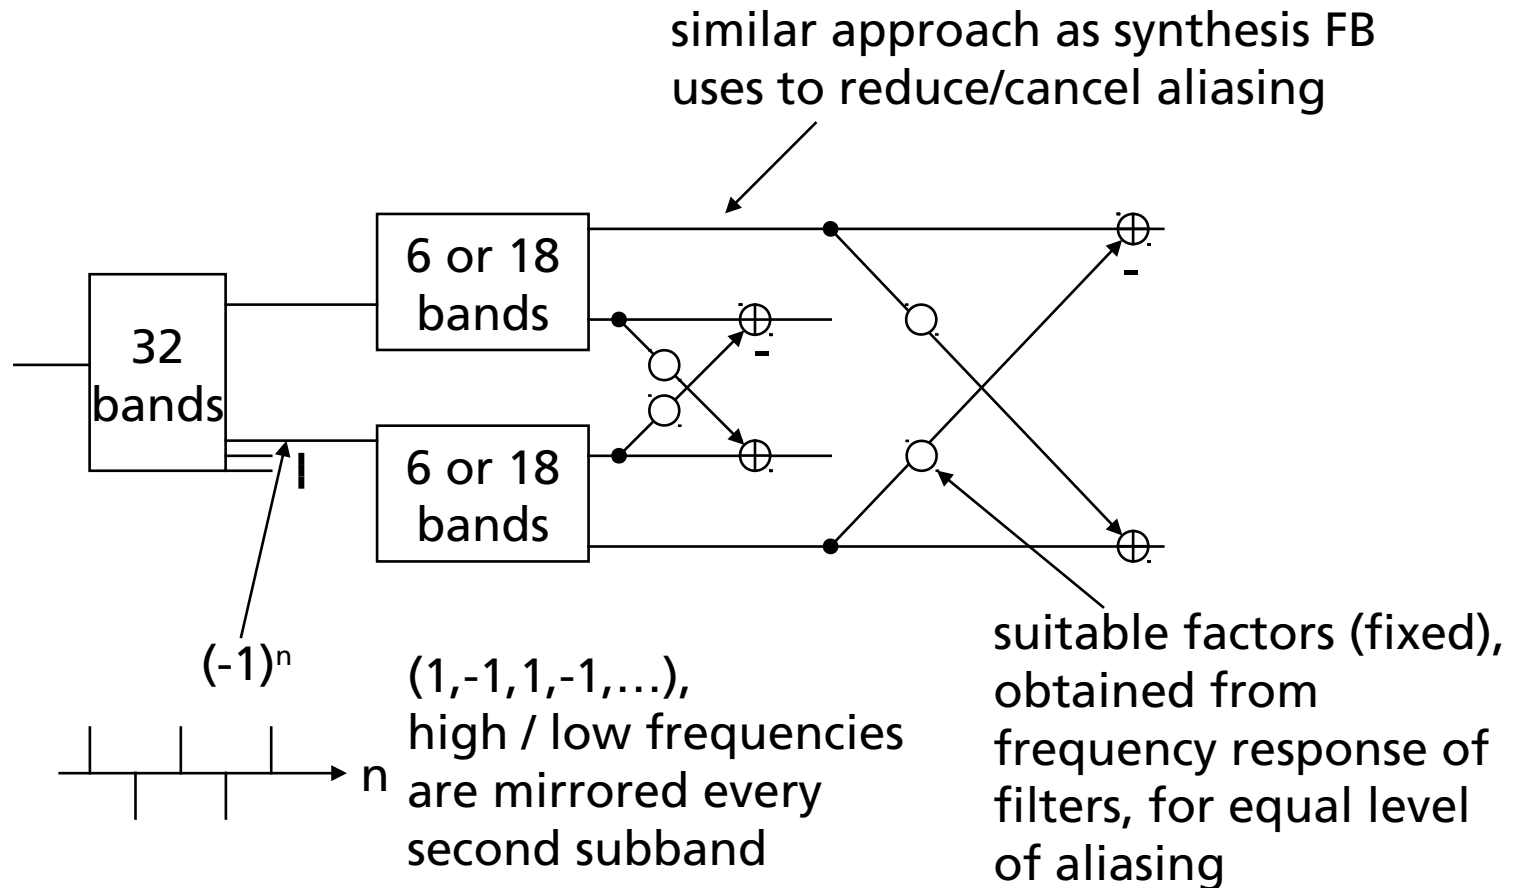 similar approach as synthesis FB
uses to reduce/cancel aliasing
32
bands
6 or 18
bands
6 or 18
bands
-
-
(-1)ⁿ
n
(1,-1,1,-1,...),
high / low frequencies
are mirrored every
second subband
suitable factors (fixed),
obtained from
frequency response of
filters, for equal level
of aliasing